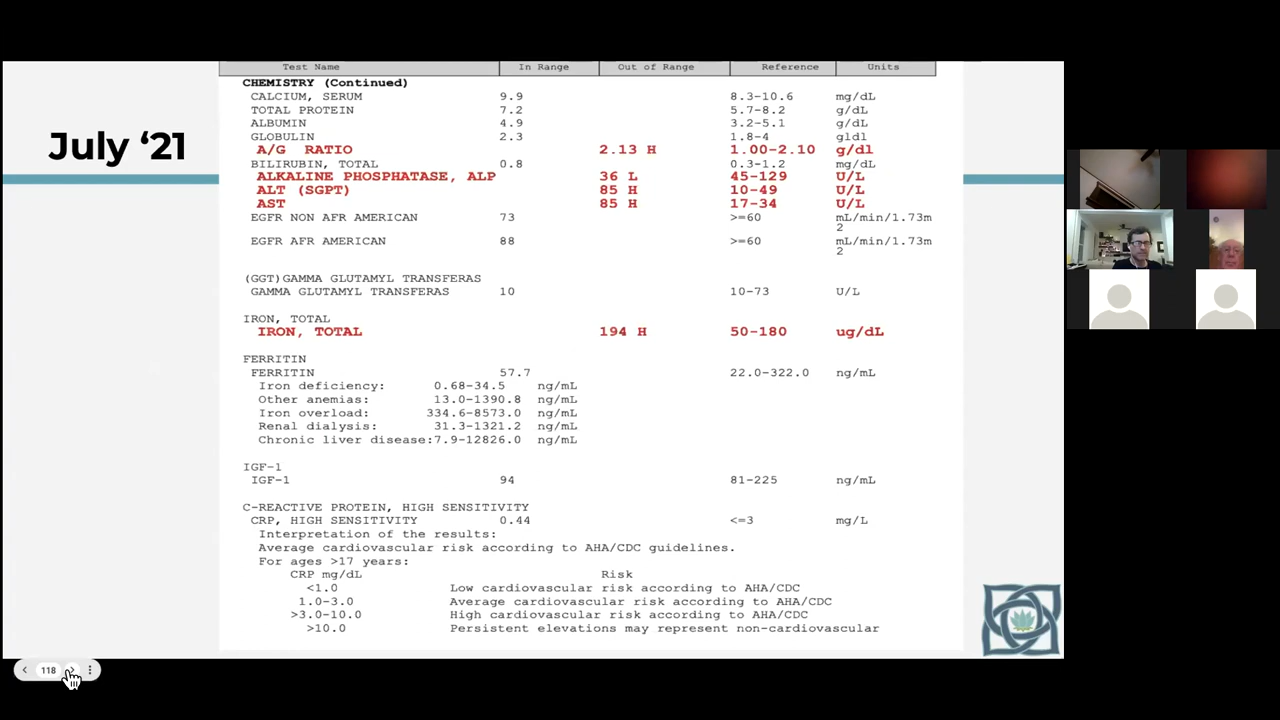 July ‘21
Test Name In Range Out of Range Reference Units
CHEMISTRY (Continued)
CALCIUM, SERUM 9.9 8.3-10.6 mg/dL
TOTAL PROTEIN 7.2 5.7-8.2 g/dL
ALBUMIN 4.9 3.2-5.1 g/dL
GLOBULIN 2.3 1.8-4 gldl
A/G RATIO 2.13 H 1.00-2.10 g/dl
BILIRUBIN, TOTAL 0.8 0.3-1.2 mg/dL
ALKALINE PHOSPHATASE, ALP 36 L 45-129 U/L
ALT (SGPT) 85 H 10-49 U/L
AST 85 H 17-34 U/L
EGFR NON AFR AMERICAN 73 >=60 mL/min/1.73m
2
EGFR AFR AMERICAN 88 >=60 mL/min/1.73m
2
(GGT)GAMMA GLUTAMYL TRANSFERAS
GAMMA GLUTAMYL TRANSFERAS 10 10-73 U/L
IRON, TOTAL
IRON, TOTAL 194 H 50-180 ug/dL
FERRITIN
FERRITIN 57.7 22.0-322.0 ng/mL
Iron deficiency: 0.68-34.5 ng/mL
Other anemias: 13.0-1390.8 ng/mL
Iron overload: 334.6-8573.0 ng/mL
Renal dialysis: 31.3-1321.2 ng/mL
Chronic liver disease:7.9-12826.0 ng/mL
IGF-1
IGF-1 94 81-225 ng/mL
C-REACTIVE PROTEIN, HIGH SENSITIVITY
CRP, HIGH SENSITIVITY 0.44 <=3 mg/L
Interpretation of the results:
Average cardiovascular risk according to AHA/CDC guidelines.
For ages >17 years:
CRP mg/dL Risk
<1.0 Low cardiovascular risk according to AHA/CDC
1.0-3.0 Average cardiovascular risk according to AHA/CDC
>3.0-10.0 High cardiovascular risk according to AHA/CDC
>10.0 Persistent elevations may represent non-cardiovascular
118